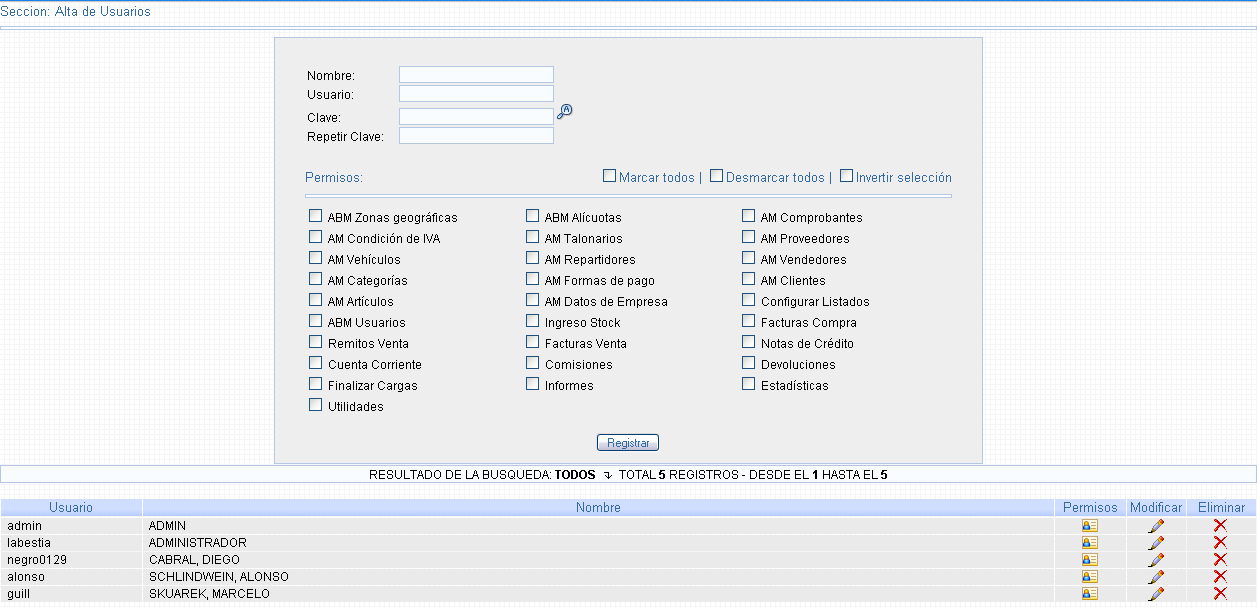 Seccion: Alta de Usuarios
Nombre:
Usuario:
Clave:
Repetir Clave:
Permisos: Marcar todos | Desmarcar todos | Invertir selección
ABM Zonas geográficas ABM Alícuotas AM Comprobantes
AM Condición de IVA AM Talonarios AM Proveedores
AM Vehículos AM Repartidores AM Vendedores
AM Categorías AM Formas de pago AM Clientes
AM Artículos AM Datos de Empresa Configurar Listados
ABM Usuarios Ingreso Stock Facturas Compra
Remitos Venta Facturas Venta Notas de Crédito
Cuenta Corriente Comisiones Devoluciones
Finalizar Cargas Informes Estadísticas
Utilidades
Registrar
RESULTADO DE LA BUSQUEDA: TODOS TOTAL 5 REGISTROS - DESDE EL 1 HASTA EL 5
Usuario Nombre Permisos Modificar Eliminar
admin ADMIN
labestia ADMINISTRADOR
negro0129 CABRAL, DIEGO
alonso SCHLINDWEIN, ALONSO
guill SKUAREK, MARCELO